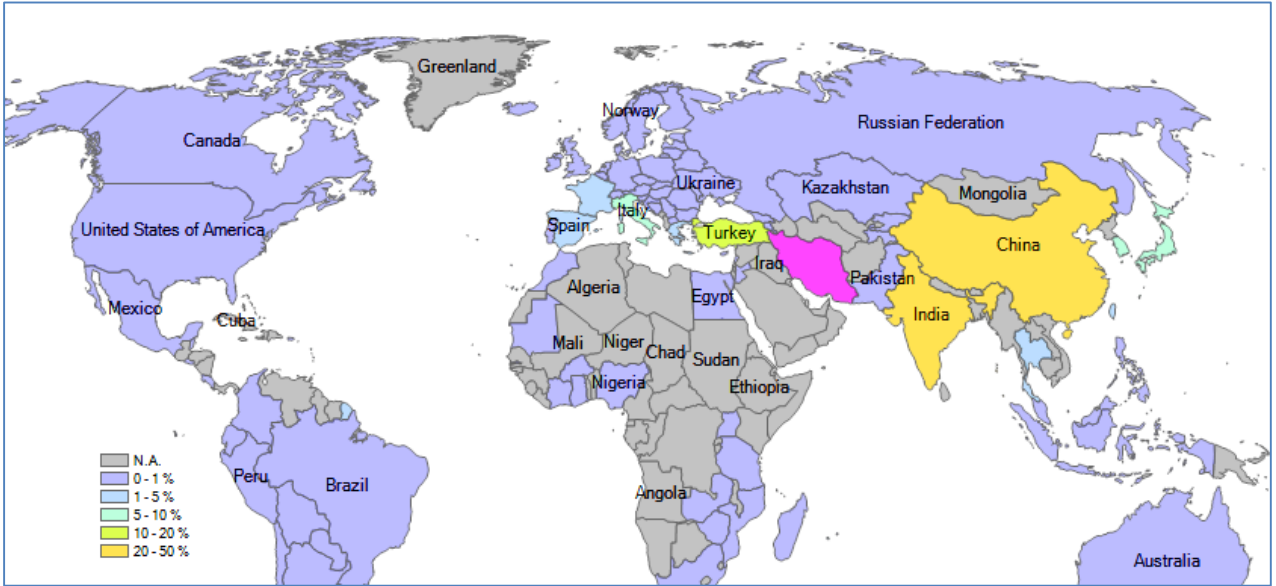 Greenland
Norway
Russian Federation
Canada
Ukraine
Kazakhstan
Mongolia
Italy
Spain
United States of America
Turkey
China
Iraq
Pakistan
Algeria
Egypt
Mexico
India
Cuba
Mali
Niger
Chad
Sudan
Nigeria
Ethiopia
Peru
Brazil
Angola
Australia
N.A.
0 - 1 %
1 - 5 %
5 - 10 %
10 - 20 %
20 - 50 %